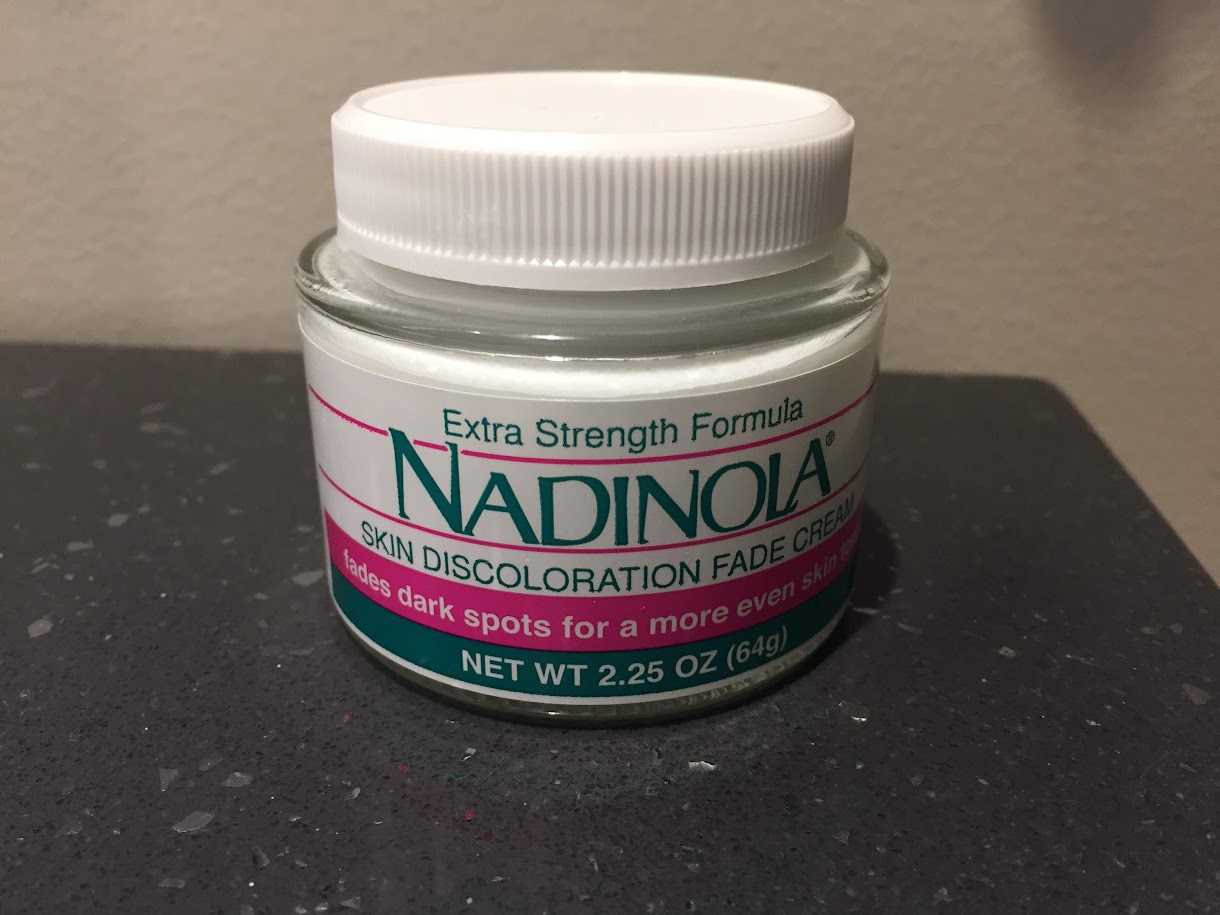 Extra Strength Formula
NADINOLA®
SKIN DISCOLORATION FADE CREAM
fades dark spots for a more even skin
NET WT 2.25 OZ (64g)